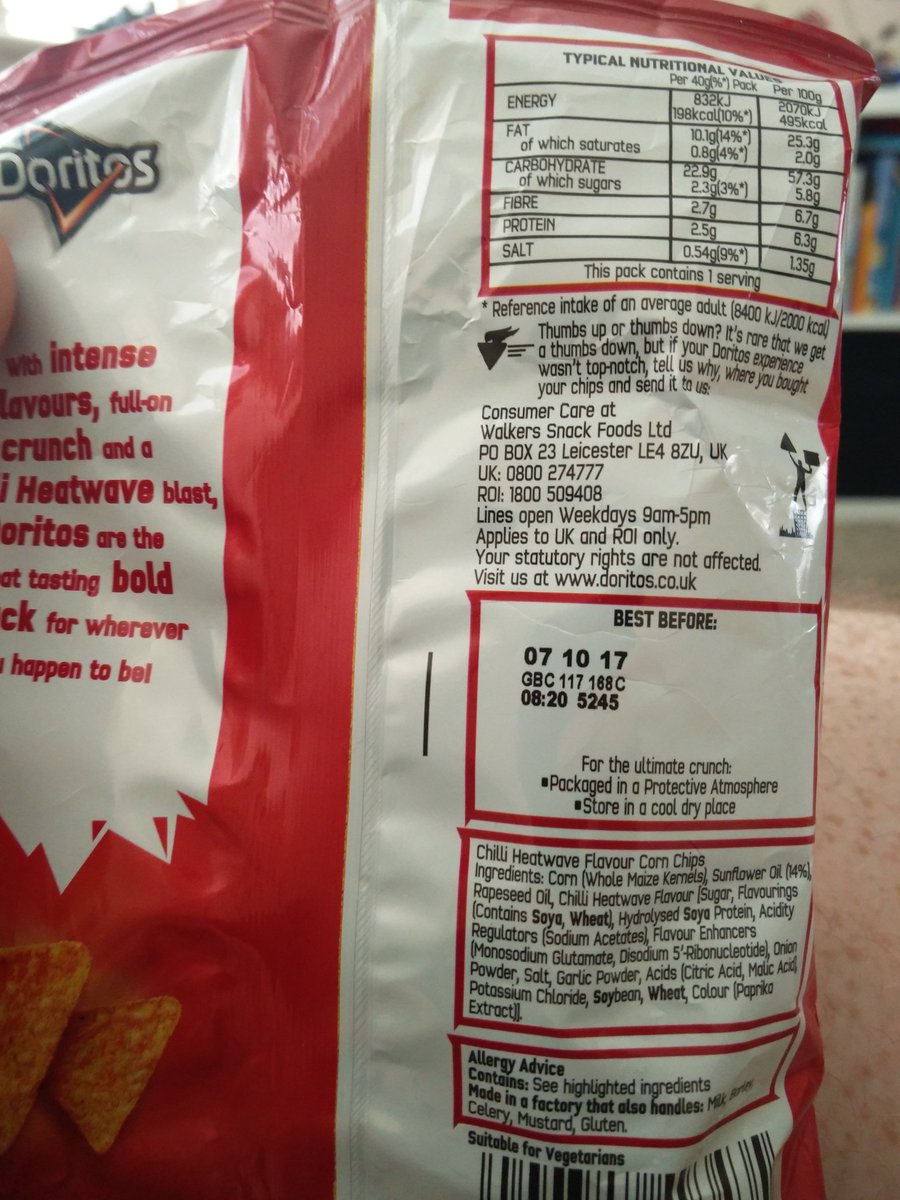 Doritos
with intense
lavours, full-on
crunch and a
i Heatwave blast,
oritos are the
at tasting bold
ck for wherever
happen to be!
TYPICAL NUTRITIONAL VALUES
Per 40g(%*) Pack Per 100g
ENERGY 832kJ 2070kJ
198kcal(10%*) 495kcal
FAT 10.1g(14%*) 25.3g
of which saturates 0.8g(4%*) 2.0g
CARBOHYDRATE 22.9g 57.3g
of which sugars 2.3g(3%*) 5.8g
FIBRE 2.7g 6.7g
PROTEIN 2.5g 6.3g
SALT 0.54g(9%*) 1.35g
This pack contains 1 serving
* Reference intake of an average adult (8400 kJ/2000 kcal)
Thumbs up or thumbs down? It's rare that we get
a thumbs down, but if your Doritos experience
wasn't top-notch, tell us why, where you bought
your chips and send it to us:
Consumer Care at
Walkers Snack Foods Ltd
PO BOX 23 Leicester LE4 8ZU, UK
UK: 0800 274777
ROI: 1800 509408
Lines open Weekdays 9am-5pm
Applies to UK and ROI only.
Your statutory rights are not affected.
Visit us at www.doritos.co.uk
BEST BEFORE:
07 10 17
GBC 117 168 C
08:20 5245
For the ultimate crunch:
▪Packaged in a Protective Atmosphere
▪Store in a cool dry place
Chilli Heatwave Flavour Corn Chips
Ingredients: Corn (Whole Maize Kernels), Sunflower Oil (14%),
Rapeseed Oil, Chilli Heatwave Flavour [Sugar, Flavourings
(Contains Soya, Wheat), Hydrolysed Soya Protein, Acidity
Regulators (Sodium Acetates), Flavour Enhancers
(Monosodium Glutamate, Disodium 5'-Ribonucleotide), Onion
Powder, Salt, Garlic Powder, Acids (Citric Acid, Malic Acid),
Potassium Chloride, Soybean, Wheat, Colour (Paprika
Extract)].
Allergy Advice
Contains: See highlighted ingredients
Made in a factory that also handles: Milk, Barley,
Celery, Mustard, Gluten.
Suitable for Vegetarians